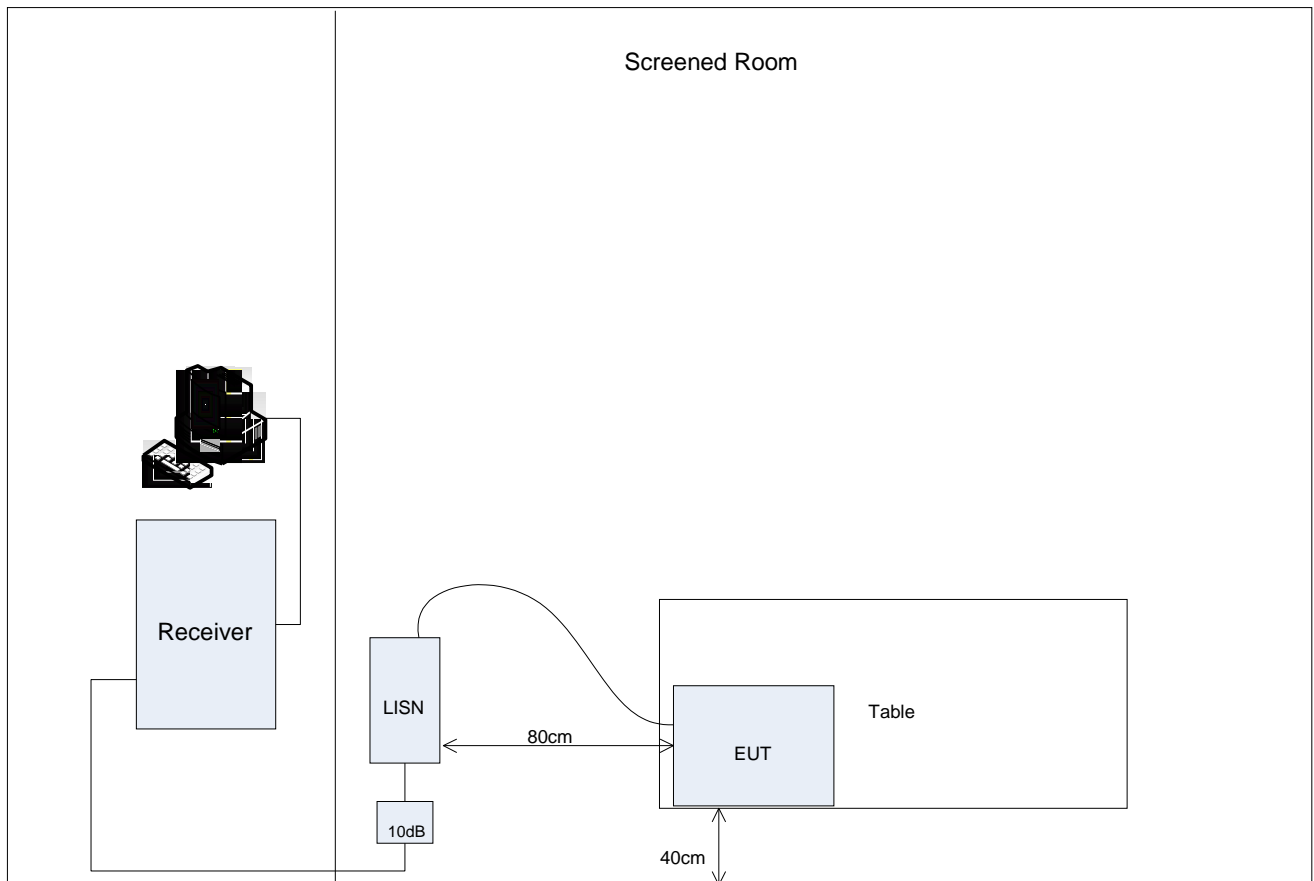 Screened Room
Receiver
LISN
80cm
Table
EUT
10dB
40cm